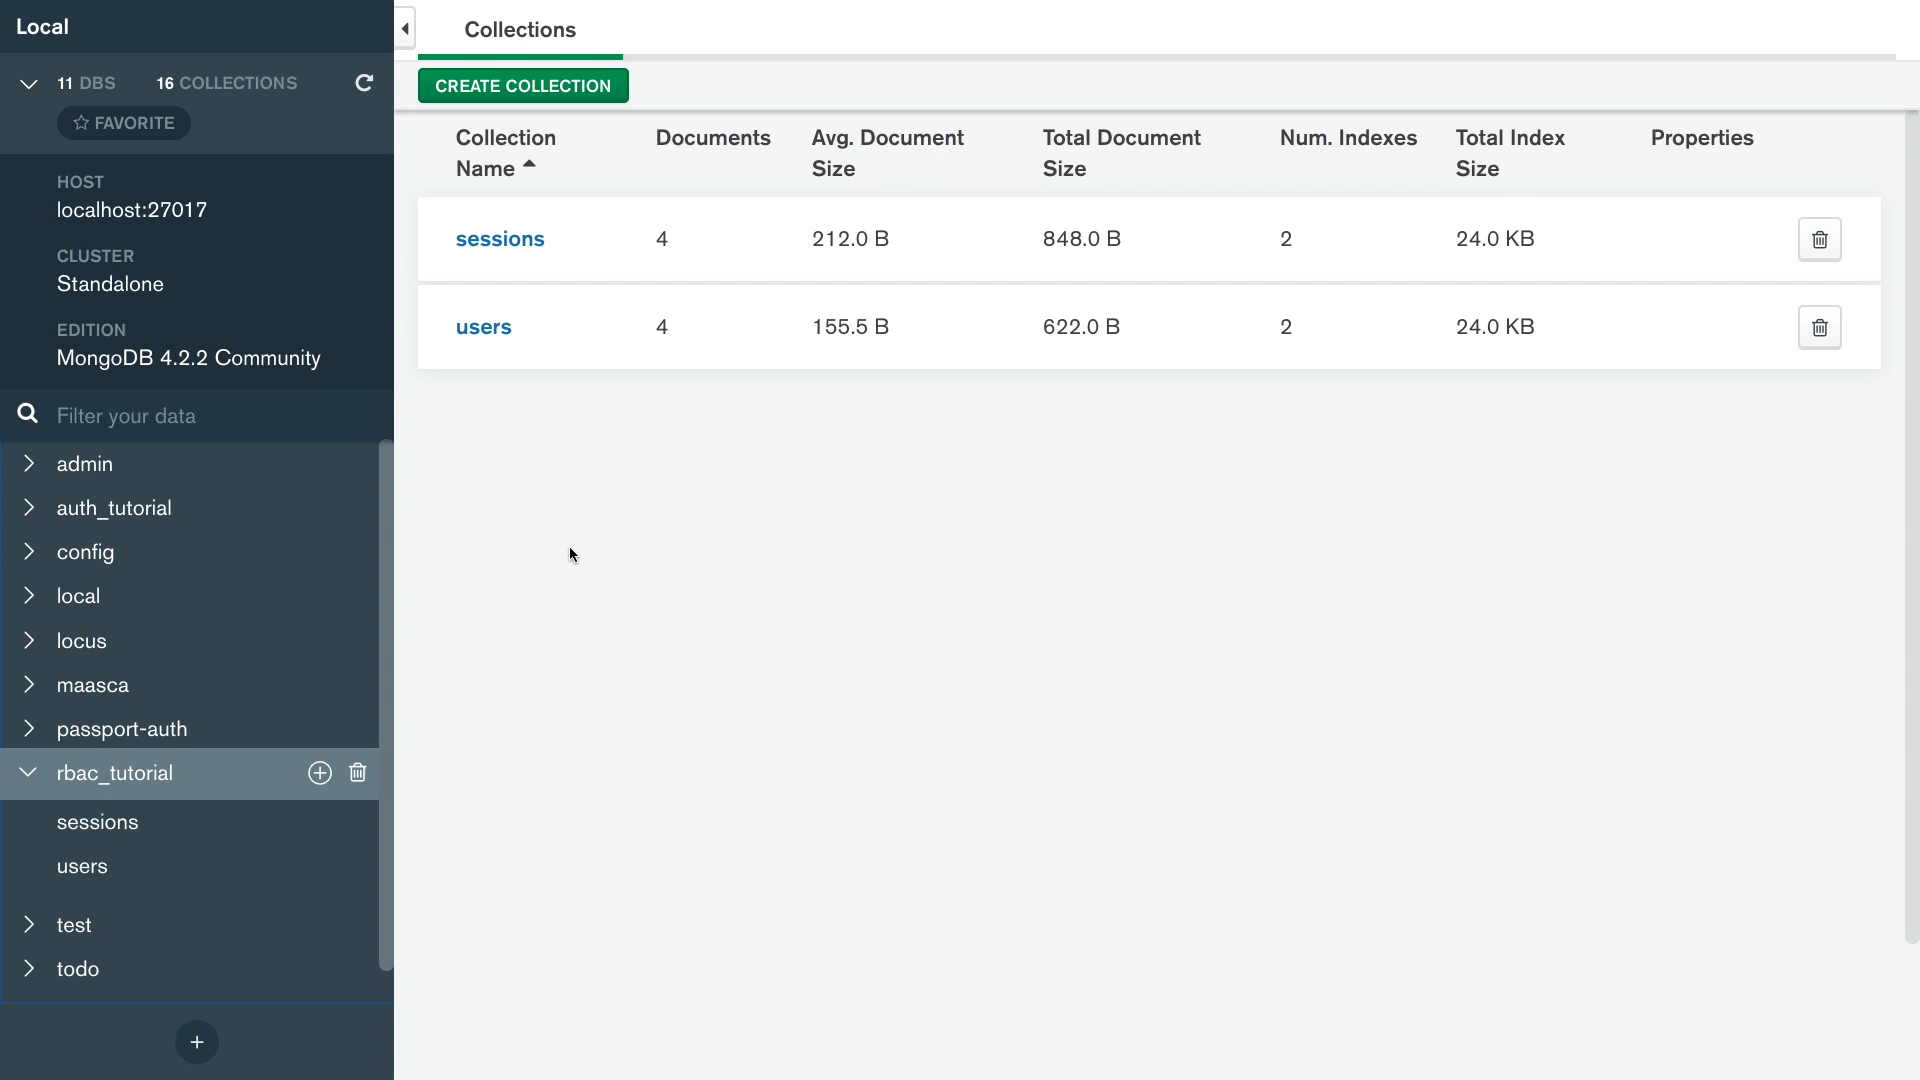 Local
11 DBS 16 COLLECTIONS
FAVORITE
HOST
localhost:27017
CLUSTER
Standalone
EDITION
MongoDB 4.2.2 Community
Filter your data
admin
auth_tutorial
config
local
locus
maasca
passport-auth
rbac_tutorial
sessions
users
test
todo
+
Collections
CREATE COLLECTION
Collection Name Documents Avg. Document Size Total Document Size Num. Indexes Total Index Size Properties
sessions 4 212.0 B 848.0 B 2 24.0 KB
users 4 155.5 B 622.0 B 2 24.0 KB